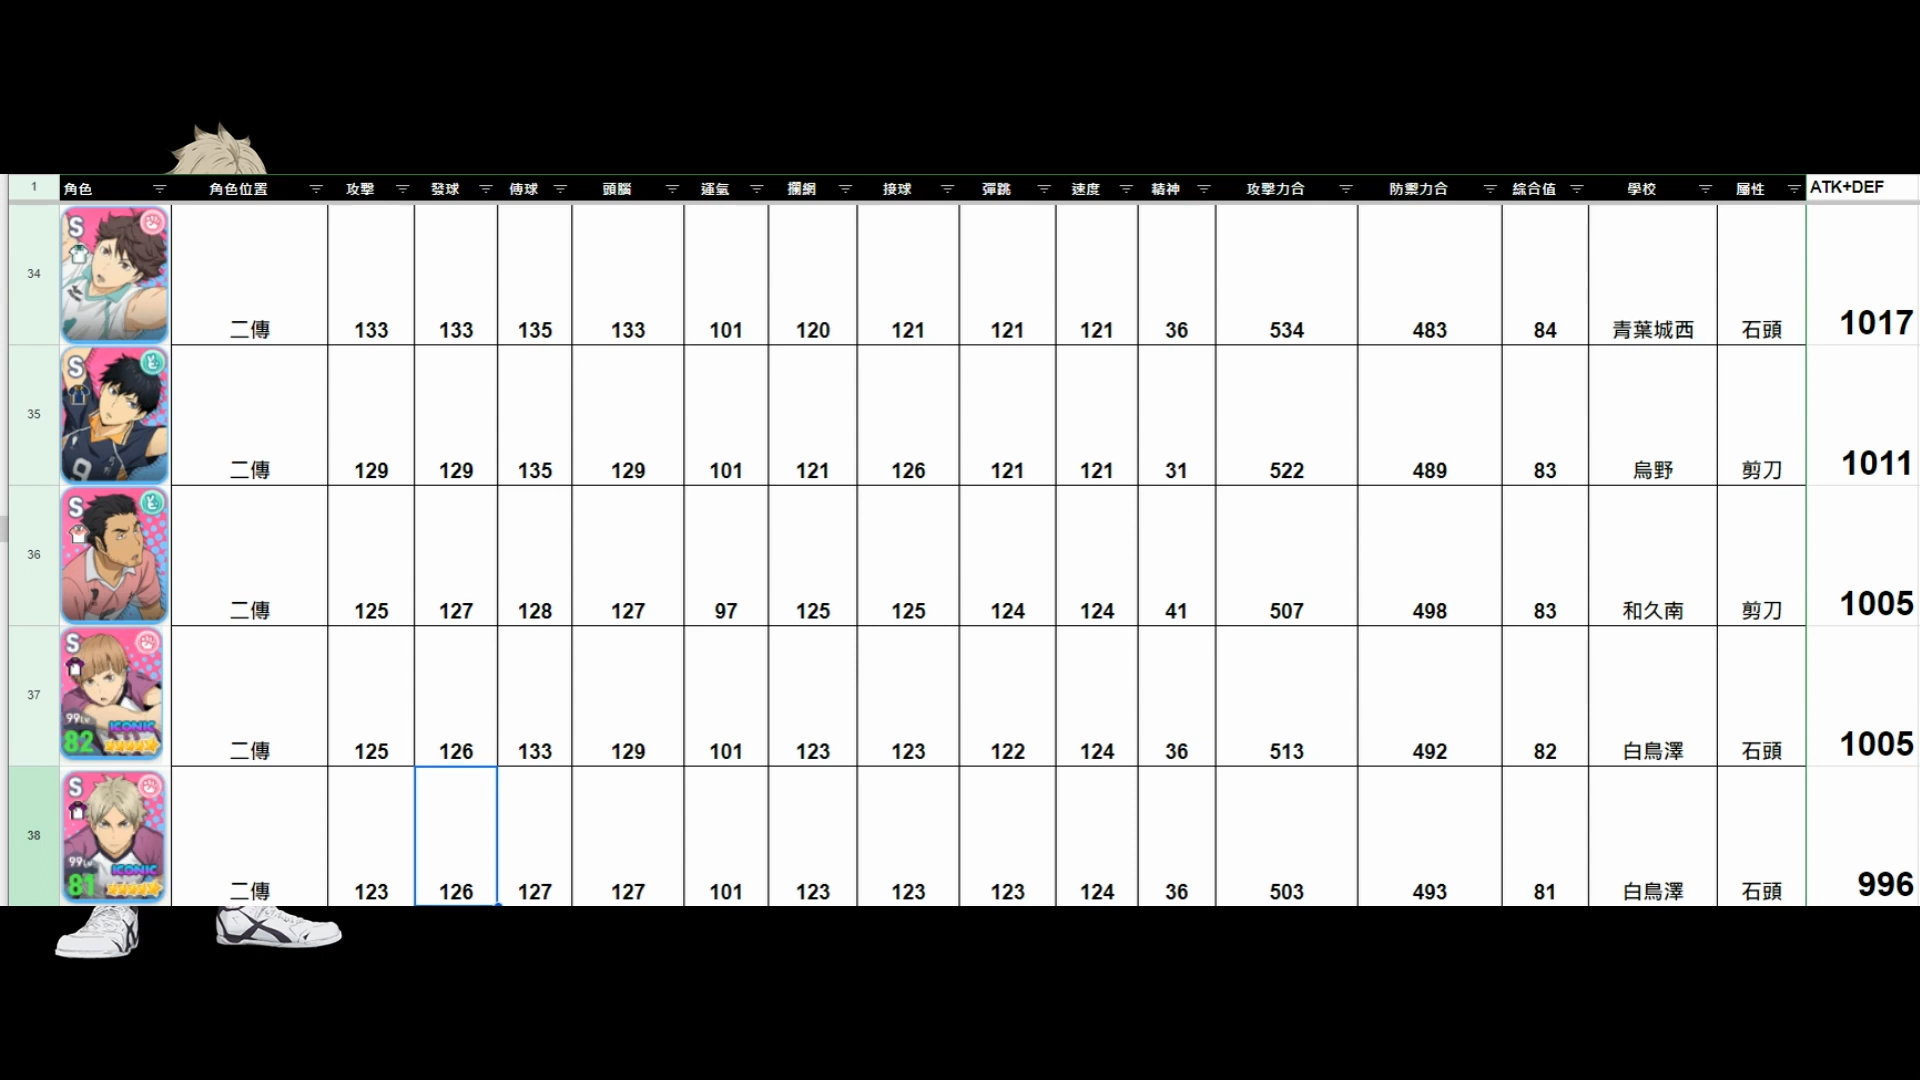 1 角色 角色位置 攻擊 發球 傳球 頭腦 運氣 攔網 接球 彈跳 速度 精神 攻擊力合 防禦力合 綜合值 學校 屬性 ATK+DEF
S
34 二傳 133 133 135 133 101 120 121 121 121 36 534 483 84 青葉城西 石頭 1017
S
9
35 二傳 129 129 135 129 101 121 126 121 121 31 522 489 83 烏野 剪刀 1011
S
36 二傳 125 127 128 127 97 125 125 124 124 41 507 498 83 和久南 剪刀 1005
S
99Lv. ICONIC
82
37 二傳 125 126 133 129 101 123 123 122 124 36 513 492 82 白鳥澤 石頭 1005
S
99Lv. ICONIC
81
38 二傳 123 126 127 127 101 123 123 123 124 36 503 493 81 白鳥澤 石頭 996